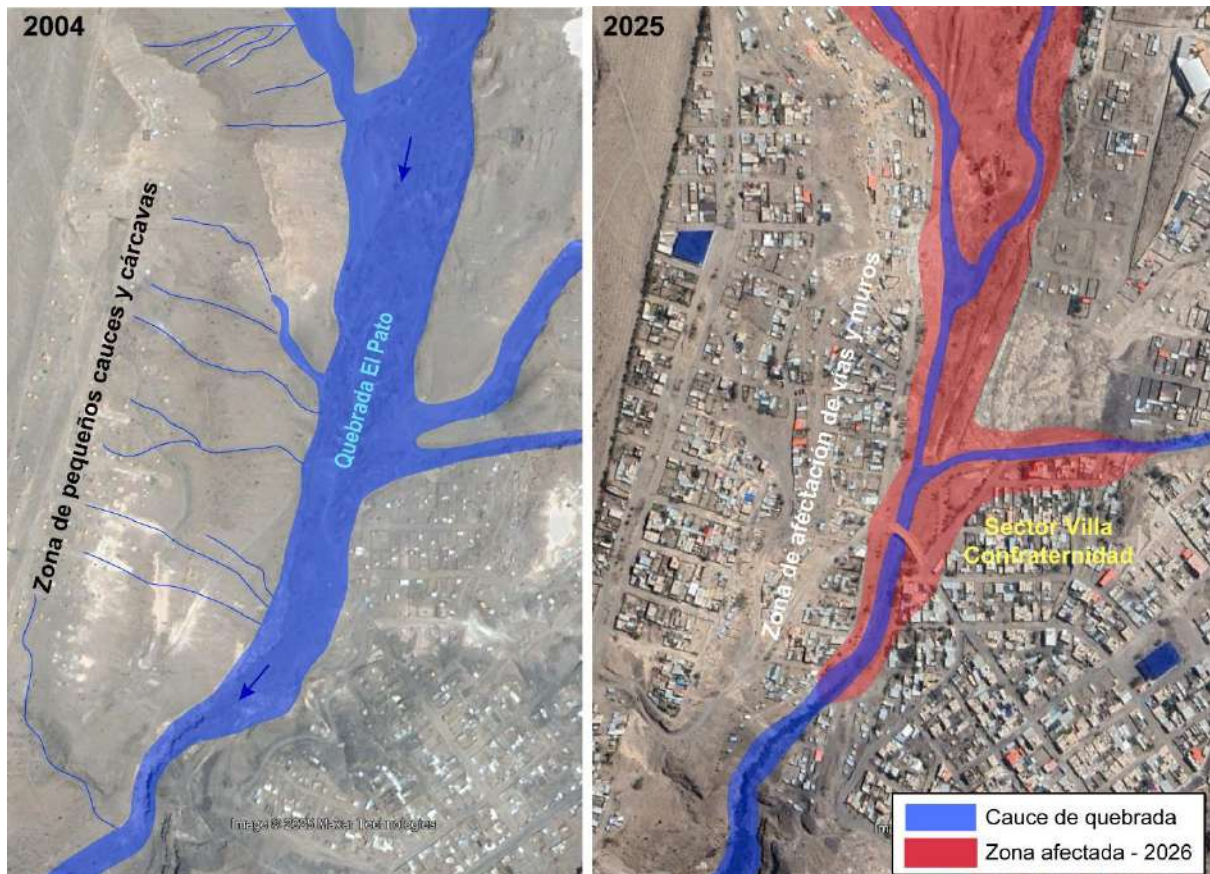 2004
Zona de pequeños cauces y cárcavas
Quebrada El Pato
Image © 2025 Maxar Technologies
2025
Zona de afectación de vías y muros
Sector Villa
Confraternidad
Cauce de quebrada
Zona afectada - 2026